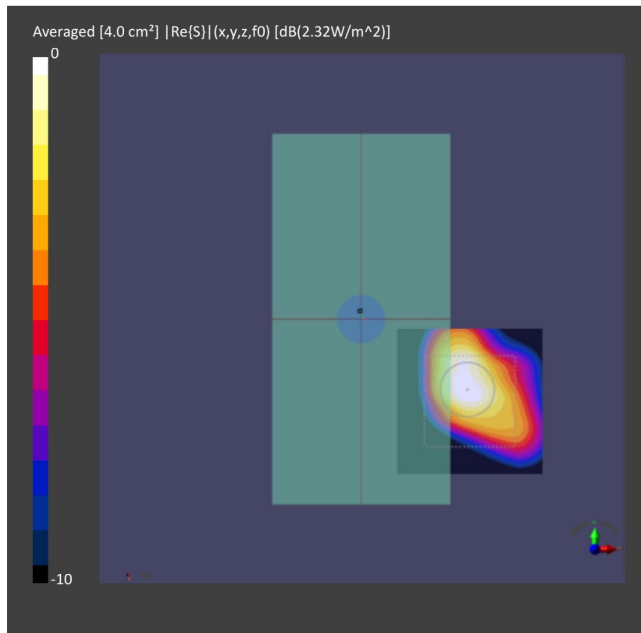 Averaged [4.0 cm²] |Re{S}|(x,y,z,f0) [dB(2.32W/m^2)]
0
-10